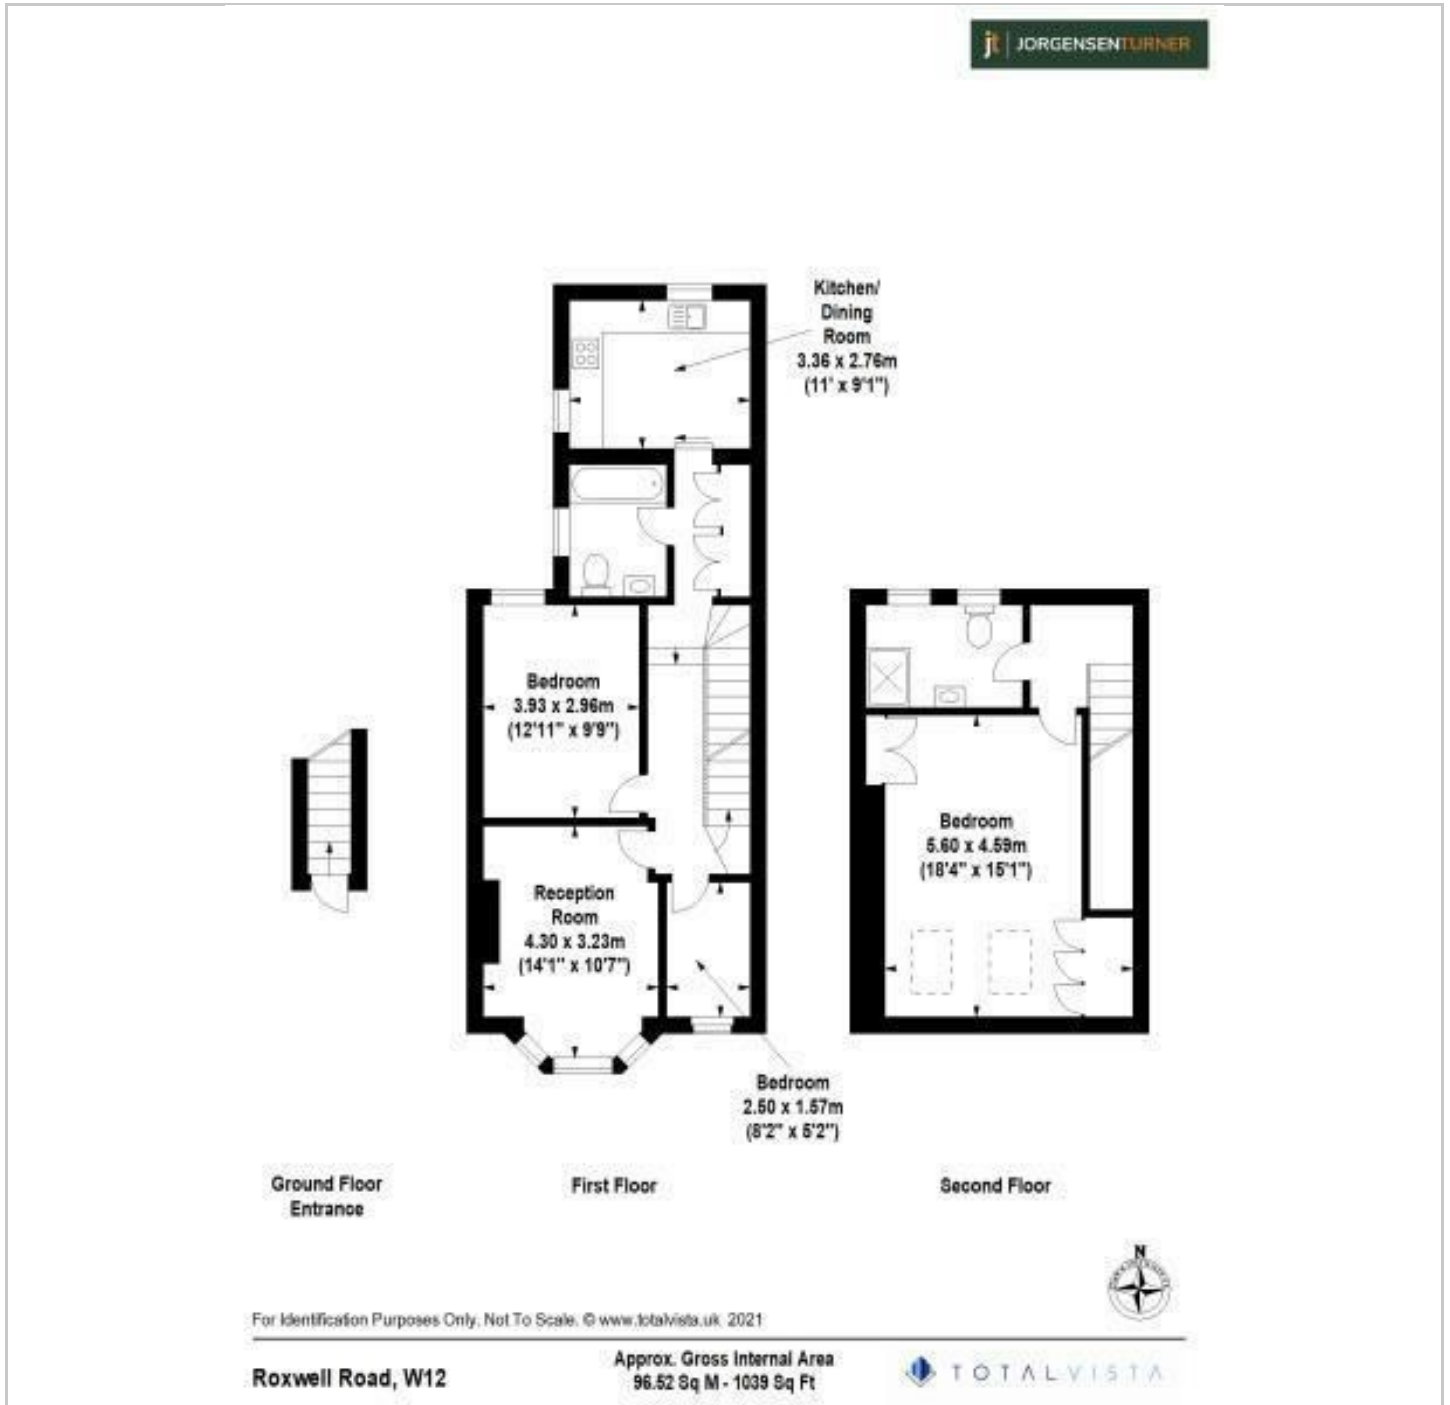 jt | JORGENSENTURNER
Kitchen/
Dining
Room
3.36 x 2.76m
(11' x 9'1")
Bedroom
3.93 x 2.96m
(12'11" x 9'9")
Reception
Room
4.30 x 3.23m
(14'1" x 10'7")
Bedroom
5.60 x 4.59m
(18'4" x 15'1")
Bedroom
2.50 x 1.57m
(8'2" x 5'2")
Ground Floor
Entrance
First Floor
Second Floor
N
For Identification Purposes Only. Not To Scale. © www.totalvista.uk 2021
Roxwell Road, W12
Approx. Gross Internal Area
96.52 Sq M - 1039 Sq Ft
TOTALVISTA